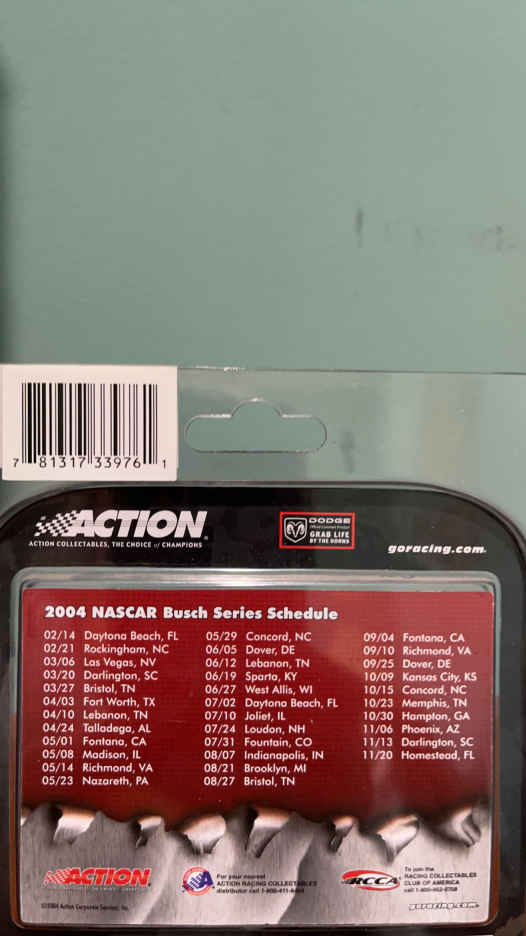 7 81317 33976 1
ACTION
ACTION COLLECTABLES, THE CHOICE of CHAMPIONS
DODGE
GRAB LIFE
BY THE HORNS
goracing.com
2004 NASCAR Busch Series Schedule
02/14 Daytona Beach, FL
02/21 Rockingham, NC
03/06 Las Vegas, NV
03/20 Darlington, SC
03/27 Bristol, TN
04/03 Fort Worth, TX
04/10 Lebanon, TN
04/24 Talladega, AL
05/01 Fontana, CA
05/08 Madison, IL
05/14 Richmond, VA
05/23 Nazareth, PA
05/29 Concord, NC
06/05 Dover, DE
06/12 Lebanon, TN
06/19 Sparta, KY
06/27 West Allis, WI
07/02 Daytona Beach, FL
07/10 Joliet, IL
07/24 Loudon, NH
07/31 Fountain, CO
08/07 Indianapolis, IN
08/21 Brooklyn, MI
08/27 Bristol, TN
09/04 Fontana, CA
09/10 Richmond, VA
09/25 Dover, DE
10/09 Kansas City, KS
10/15 Concord, NC
10/23 Memphis, TN
10/30 Hampton, GA
11/06 Phoenix, AZ
11/13 Darlington, SC
11/20 Homestead, FL
ACTION
©2004 Action Corporate Services, Inc.
For your nearest
ACTION RACING COLLECTABLES
distributor call
RCCA
To join the
RACING COLLECTABLES
CLUB OF AMERICA
call
goracing.com